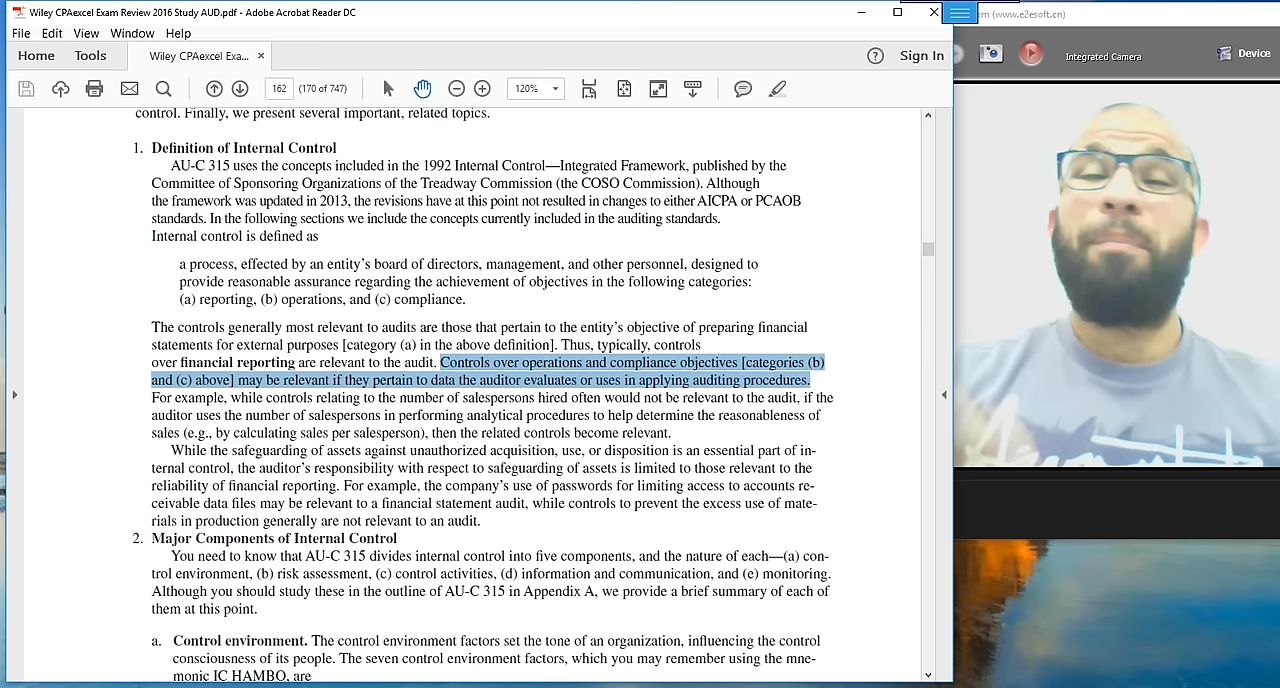 Wiley CPAexcel Exam Review 2016 Study AUD.pdf - Adobe Acrobat Reader DC
m (www.e2esoft.cn)
File Edit View Window Help
Home Tools Wiley CPAexcel Exa... × Sign In
Integrated Camera Device
162 (170 of 747) 120%
control. Finally, we present several important, related topics.
1. Definition of Internal Control
AU-C 315 uses the concepts included in the 1992 Internal Control—Integrated Framework, published by the
Committee of Sponsoring Organizations of the Treadway Commission (the COSO Commission). Although
the framework was updated in 2013, the revisions have at this point not resulted in changes to either AICPA or PCAOB
standards. In the following sections we include the concepts currently included in the auditing standards.
Internal control is defined as
a process, effected by an entity’s board of directors, management, and other personnel, designed to
provide reasonable assurance regarding the achievement of objectives in the following categories:
(a) reporting, (b) operations, and (c) compliance.
The controls generally most relevant to audits are those that pertain to the entity’s objective of preparing financial
statements for external purposes [category (a) in the above definition]. Thus, typically, controls
over financial reporting are relevant to the audit. Controls over operations and compliance objectives [categories (b)
and (c) above] may be relevant if they pertain to data the auditor evaluates or uses in applying auditing procedures.
For example, while controls relating to the number of salespersons hired often would not be relevant to the audit, if the
auditor uses the number of salespersons in performing analytical procedures to help determine the reasonableness of
sales (e.g., by calculating sales per salesperson), then the related controls become relevant.
While the safeguarding of assets against unauthorized acquisition, use, or disposition is an essential part of in-
ternal control, the auditor’s responsibility with respect to safeguarding of assets is limited to those relevant to the
reliability of financial reporting. For example, the company’s use of passwords for limiting access to accounts re-
ceivable data files may be relevant to a financial statement audit, while controls to prevent the excess use of mate-
rials in production generally are not relevant to an audit.
2. Major Components of Internal Control
You need to know that AU-C 315 divides internal control into five components, and the nature of each—(a) con-
trol environment, (b) risk assessment, (c) control activities, (d) information and communication, and (e) monitoring.
Although you should study these in the outline of AU-C 315 in Appendix A, we provide a brief summary of each of
them at this point.
a. Control environment. The control environment factors set the tone of an organization, influencing the control
consciousness of its people. The seven control environment factors, which you may remember using the mne-
monic IC HAMBO, are